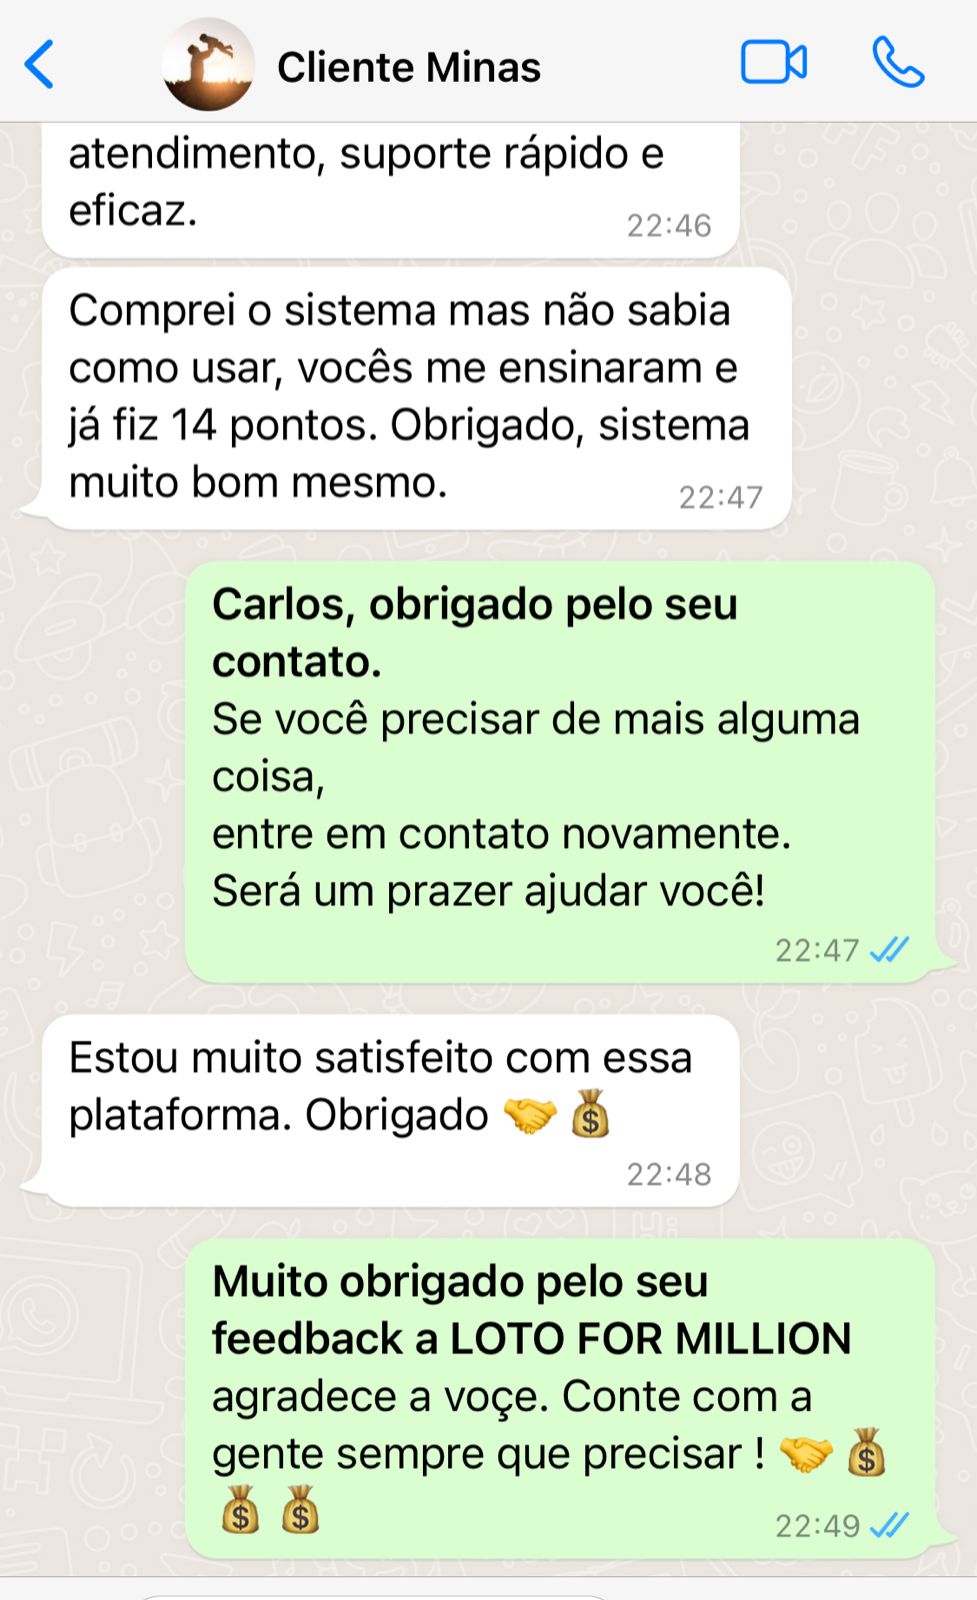 Cliente Minas
atendimento, suporte rápido e
eficaz.
22:46
Comprei o sistema mas não sabia
como usar, vocês me ensinaram e
já fiz 14 pontos. Obrigado, sistema
muito bom mesmo.
22:47
Carlos, obrigado pelo seu
contato.
Se você precisar de mais alguma
coisa,
entre em contato novamente.
Será um prazer ajudar você!
22:47
Estou muito satisfeito com essa
plataforma. Obrigado 🤝 💰
22:48
Muito obrigado pelo seu
feedback a LOTO FOR MILLION
agradece a voçe. Conte com a
gente sempre que precisar ! 🤝 💰
💰 💰
22:49